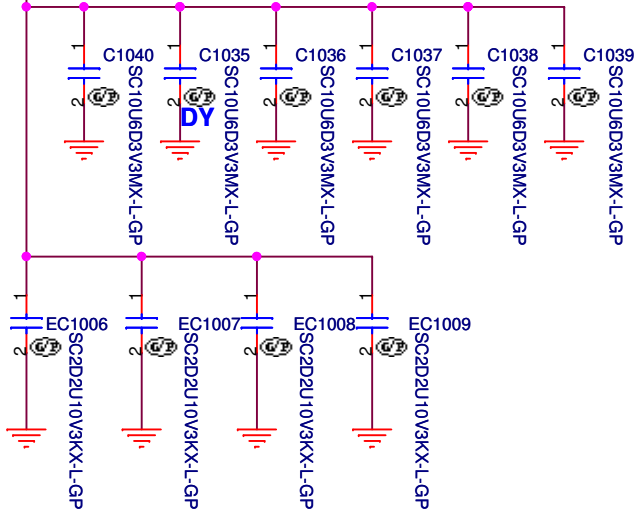 1
C1040
SC10U6D3V3MX-L-GP
2
G/P
1
C1035
SC10U6D3V3MX-L-GP
2
G/P
DY
1
C1036
SC10U6D3V3MX-L-GP
2
G/P
1
C1037
SC10U6D3V3MX-L-GP
2
G/P
1
C1038
SC10U6D3V3MX-L-GP
2
G/P
1
C1039
SC10U6D3V3MX-L-GP
2
G/P
1
EC1006
SC2D2U10V3KX-L-GP
2
G/P
1
EC1007
SC2D2U10V3KX-L-GP
2
G/P
1
EC1008
SC2D2U10V3KX-L-GP
2
G/P
1
EC1009
SC2D2U10V3KX-L-GP
2
G/P